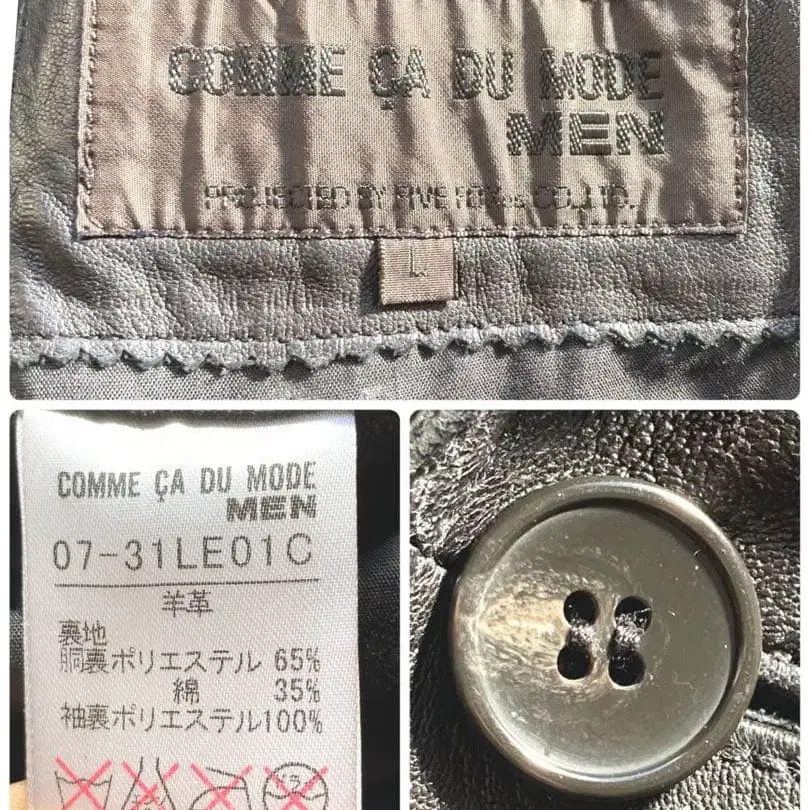 COMME ÇA DU MODE
MEN
PROJECTED BY FIVE FOXes CO.,LTD.
L
COMME ÇA DU MODE
MEN
07-31LE01C
羊革
裏地
胴裏ポリエステル 65%
綿 35%
袖裏ポリエステル100%